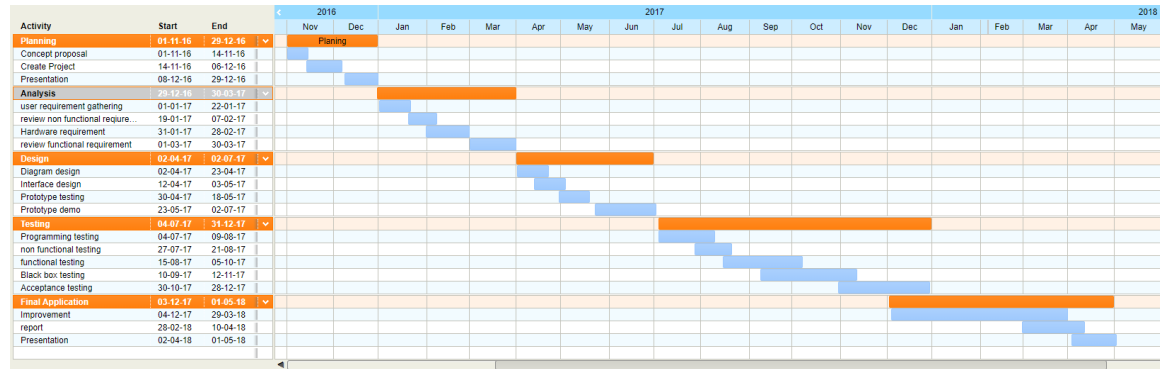 2016 2017 2018
Activity Start End Nov Dec Jan Feb Mar Apr May Jun Jul Aug Sep Oct Nov Dec Jan Feb Mar Apr May
Planning 01-11-16 29-12-16 Planing
Concept proposal 01-11-16 14-11-16
Create Project 14-11-16 06-12-16
Presentation 08-12-16 29-12-16
Analysis 29-12-16 30-03-17
user requirement gathering 01-01-17 22-01-17
review non functional reqiure... 19-01-17 07-02-17
Hardware requirement 31-01-17 28-02-17
review functional requirement 01-03-17 30-03-17
Design 02-04-17 02-07-17
Diagram design 02-04-17 23-04-17
Interface design 12-04-17 03-05-17
Prototype testing 30-04-17 18-05-17
Prototype demo 23-05-17 02-07-17
Testing 04-07-17 31-12-17
Programming testing 04-07-17 09-08-17
non functional testing 27-07-17 21-08-17
functional testing 15-08-17 05-10-17
Black box testing 10-09-17 12-11-17
Acceptance testing 30-10-17 28-12-17
Final Application 03-12-17 01-05-18
Improvement 04-12-17 29-03-18
report 28-02-18 10-04-18
Presentation 02-04-18 01-05-18